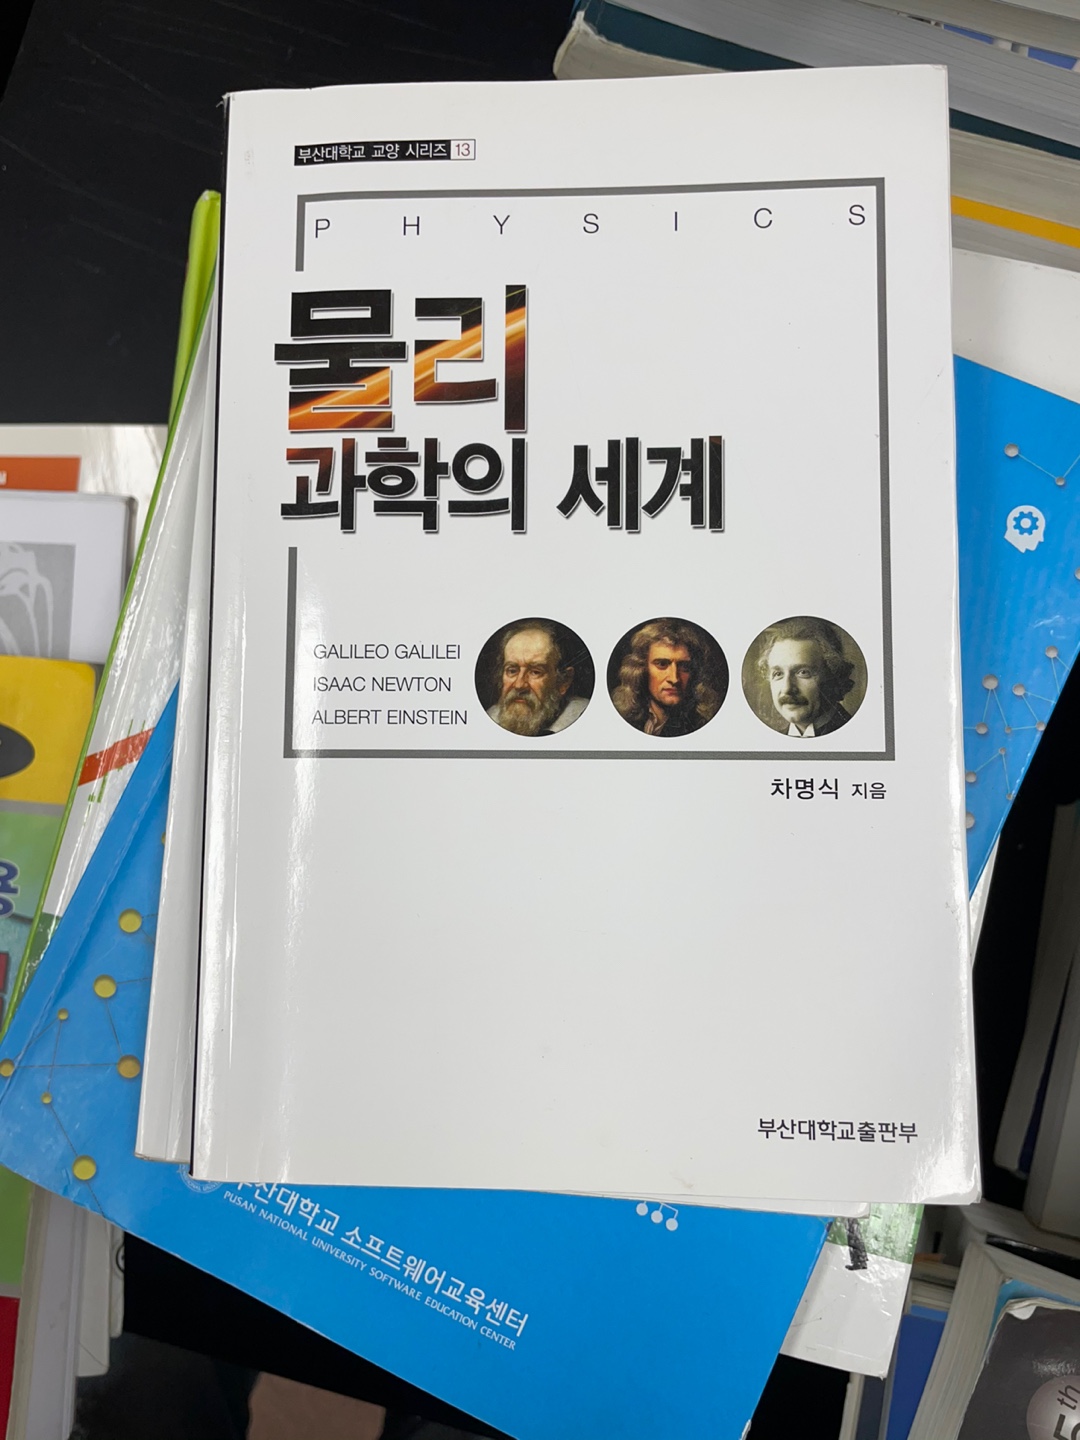 부산대학교 교양 시리즈 13
PHYSICS
물리
과학의 세계
GALILEO GALILEI
ISAAC NEWTON
ALBERT EINSTEIN
차명식 지음
부산대학교출판부
부산대학교 소프트웨어교육센터
PUSAN NATIONAL UNIVERSITY SOFTWARE EDUCATION CENTER
용
5th